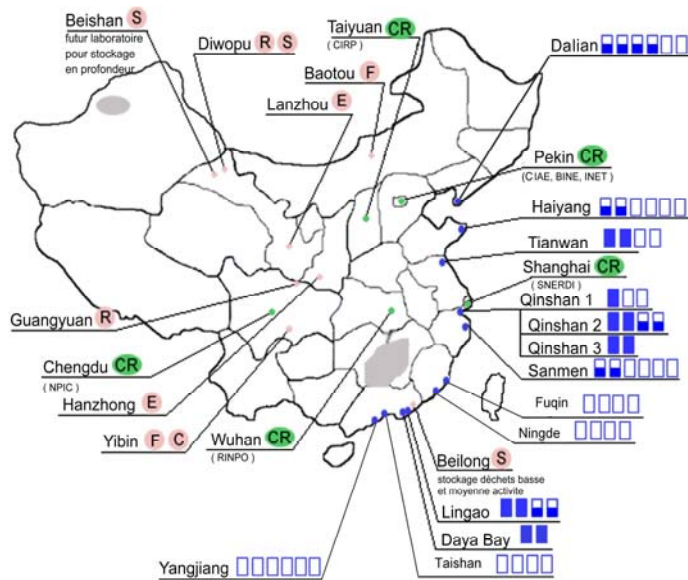 Beishan S
futur laboratoire
pour stockage
en profondeur
Diwopu R S
Taiyuan CR
( CIRP )
Baotou F
Lanzhou E
Dalian
Pekin CR
(CIAE, BINE, INET )
Haiyang
Tianwan
Shanghai CR
( SNERDI )
Qinshan 1
Qinshan 2
Qinshan 3
Sanmen
Fuqin
Ningde
Guangyuan R
Chengdu CR
( NPIC )
Hanzhong E
Yibin F C
Wuhan CR
( RINPO )
Beilong S
stockage déchets basse
et moyenne activite
Lingao
Daya Bay
Taishan
Yangjiang